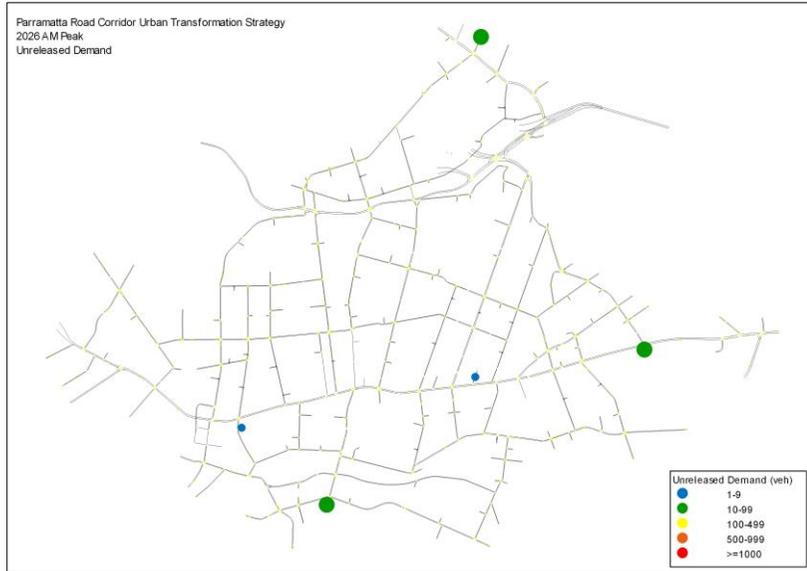 Parramatta Road Corridor Urban Transformation Strategy
2026 AM Peak
Unreleased Demand
Unreleased Demand (veh)
1-9
10-99
100-499
500-999
>=1000